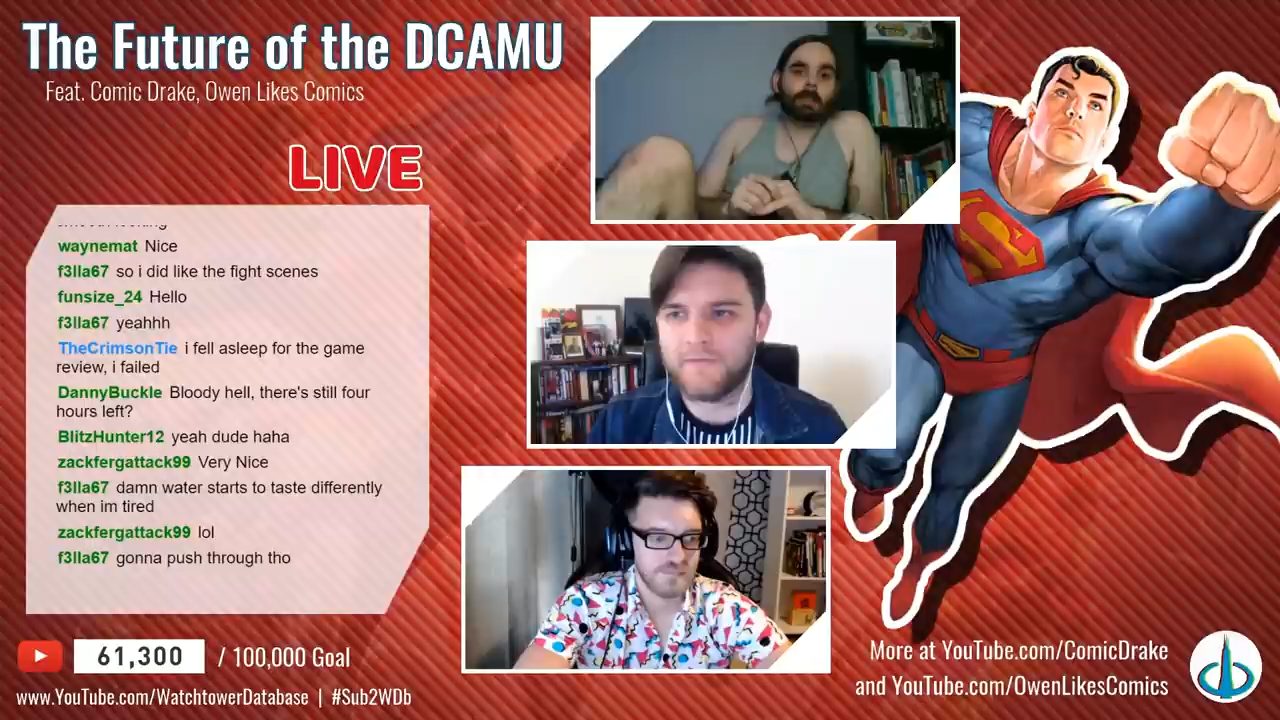 The Future of the DCAMU
Feat. Comic Drake, Owen Likes Comics
LIVE
waynemat Nice
f3lla67 so i did like the fight scenes
funsize_24 Hello
f3lla67 yeahhh
TheCrimsonTie i fell asleep for the game
review, i failed
DannyBuckle Bloody hell, there's still four
hours left?
BlitzHunter12 yeah dude haha
zackfergattack99 Very Nice
f3lla67 damn water starts to taste differently
when im tired
zackfergattack99 lol
f3lla67 gonna push through tho
61,300 / 100,000 Goal
www.YouTube.com/WatchtowerDatabase | #Sub2WDb
More at YouTube.com/ComicDrake
and YouTube.com/OwenLikesComics